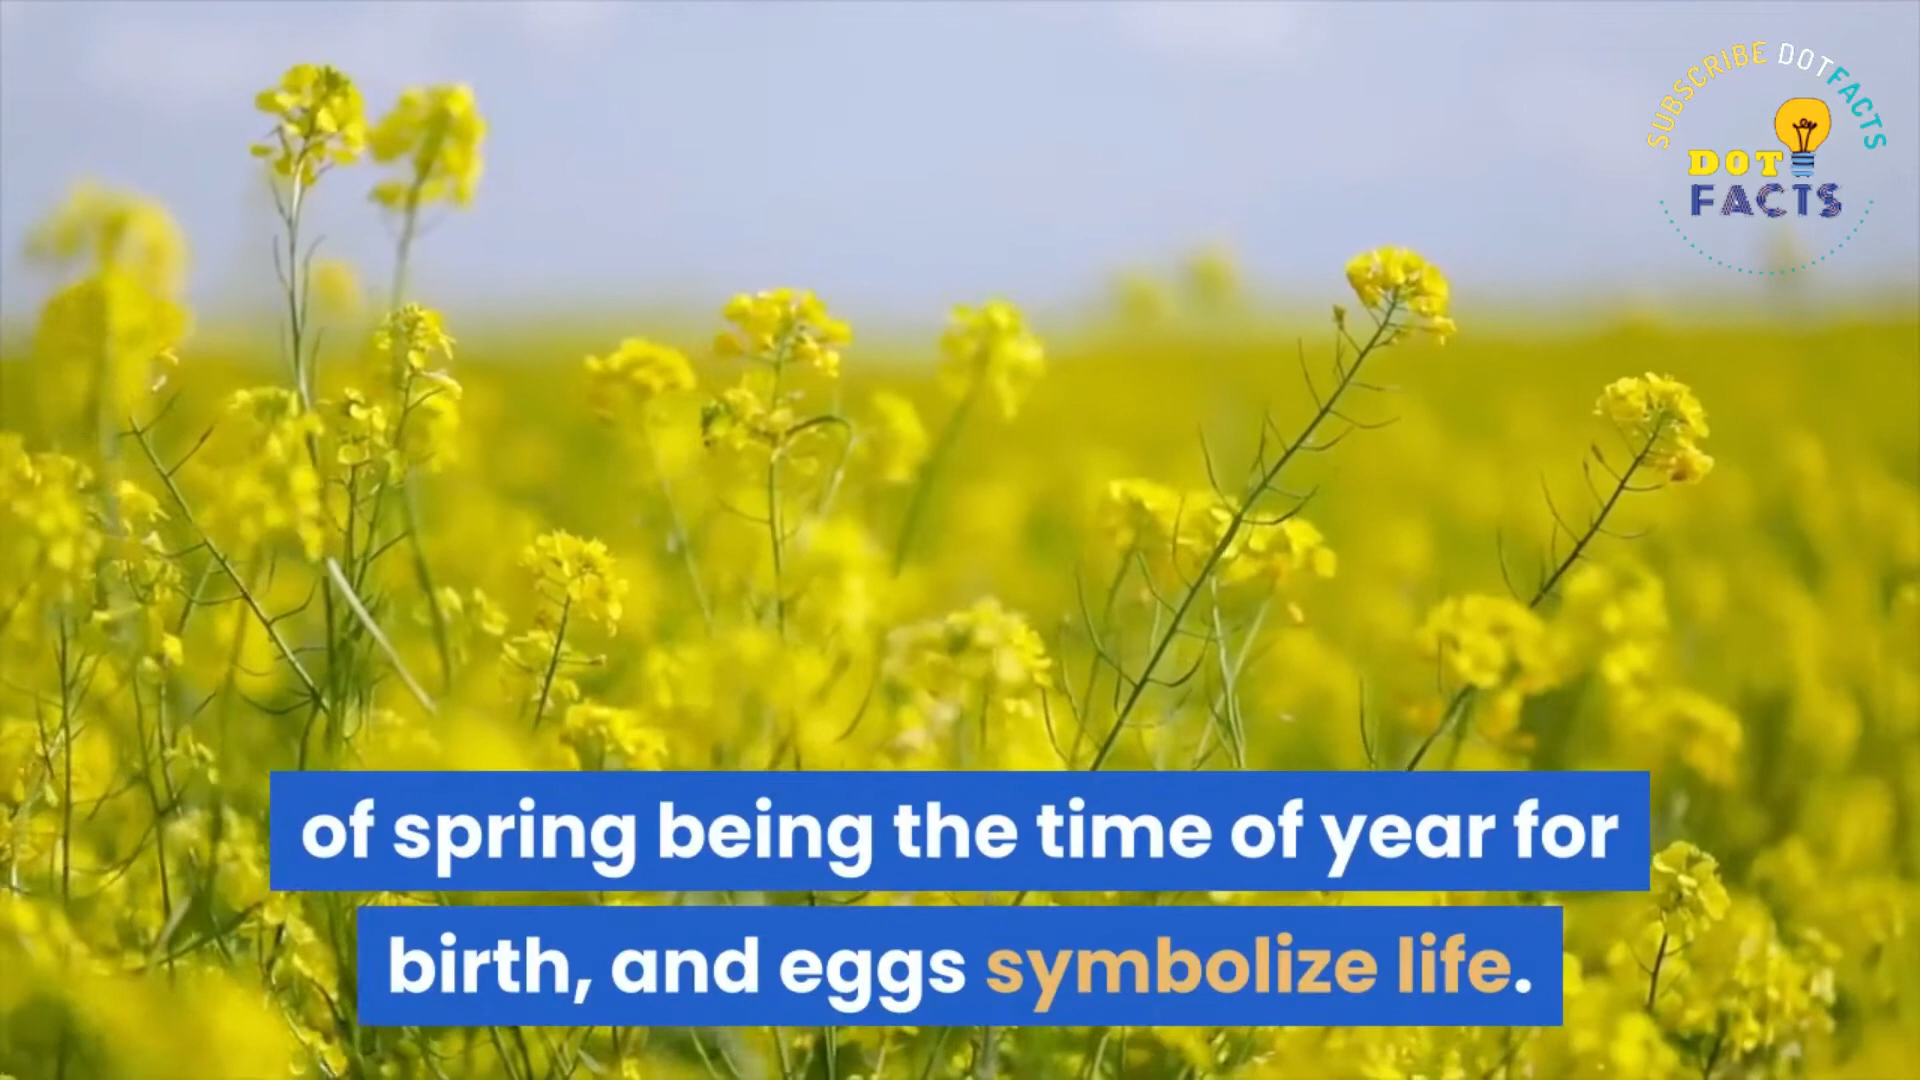 SUBSCRIBE DOTFACTS
DOT
FACTS
of spring being the time of year for
birth, and eggs symbolize life.